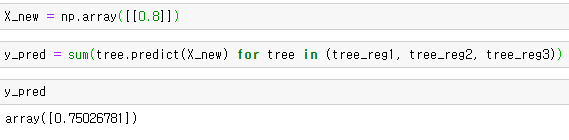 X_new = np.array([[0.8]])
y_pred = sum(tree.predict(X_new) for tree in (tree_reg1, tree_reg2, tree_reg3))
y_pred
array([0.75026781])